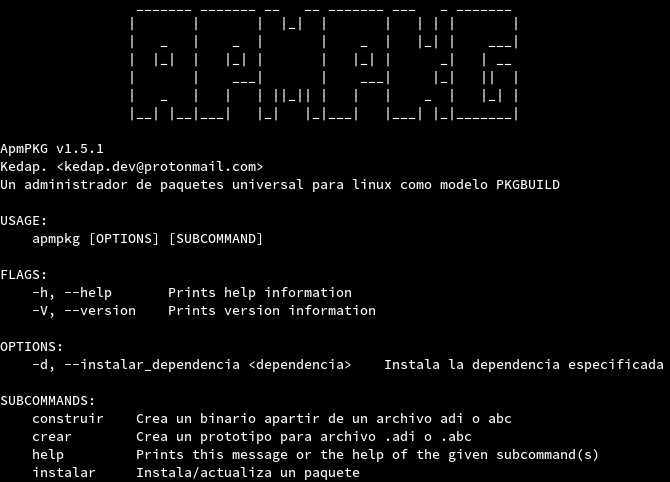 APMPKG
ApmPKG v1.5.1
Kedap. <kedap.dev@protonmail.com>
Un administrador de paquetes universal para linux como modelo PKGBUILD
USAGE:
apmpkg [OPTIONS] [SUBCOMMAND]
FLAGS:
-h, --help       Prints help information
-V, --version    Prints version information
OPTIONS:
-d, --instalar_dependencia <dependencia>    Instala la dependencia especificada
SUBCOMMANDS:
construir    Crea un binario apartir de un archivo adi o abc
crear        Crea un prototipo para archivo .adi o .abc
help         Prints this message or the help of the given subcommand(s)
instalar     Instala/actualiza un paquete